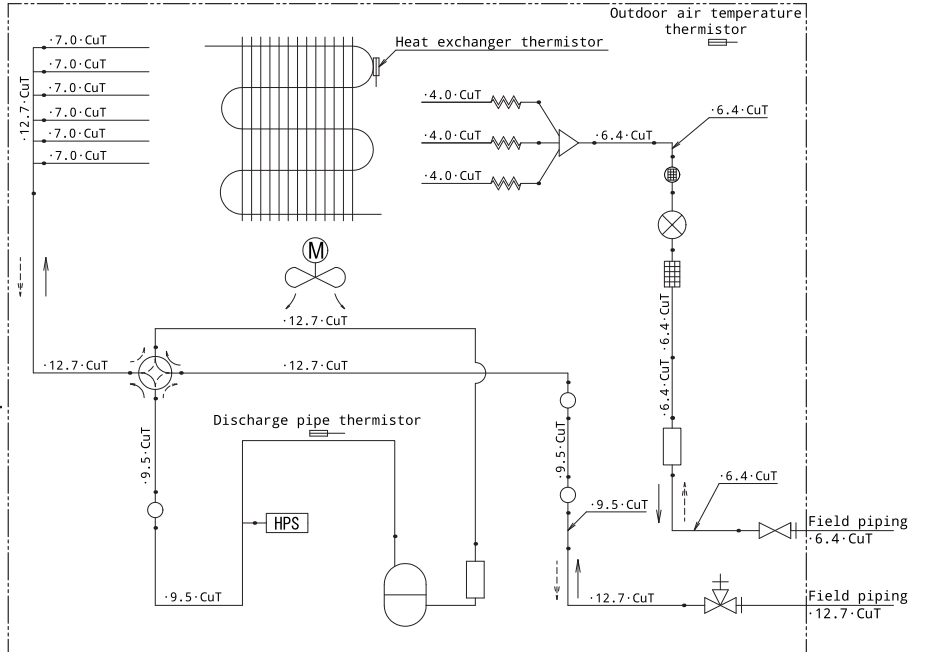 Outdoor air temperature
thermistor
·7.0·CuT
·7.0·CuT
·7.0·CuT
·7.0·CuT
·7.0·CuT
·7.0·CuT
·12.7·CuT
Heat exchanger thermistor
·4.0·CuT
·4.0·CuT
·4.0·CuT
·6.4·CuT
·6.4·CuT
M
·12.7·CuT
·12.7·CuT
·12.7·CuT
·6.4·CuT
·6.4·CuT
Discharge pipe thermistor
·9.5·CuT
·9.5·CuT
·9.5·CuT
·6.4·CuT
HPS
Field piping
·6.4·CuT
·9.5·CuT
·12.7·CuT
Field piping
·12.7·CuT